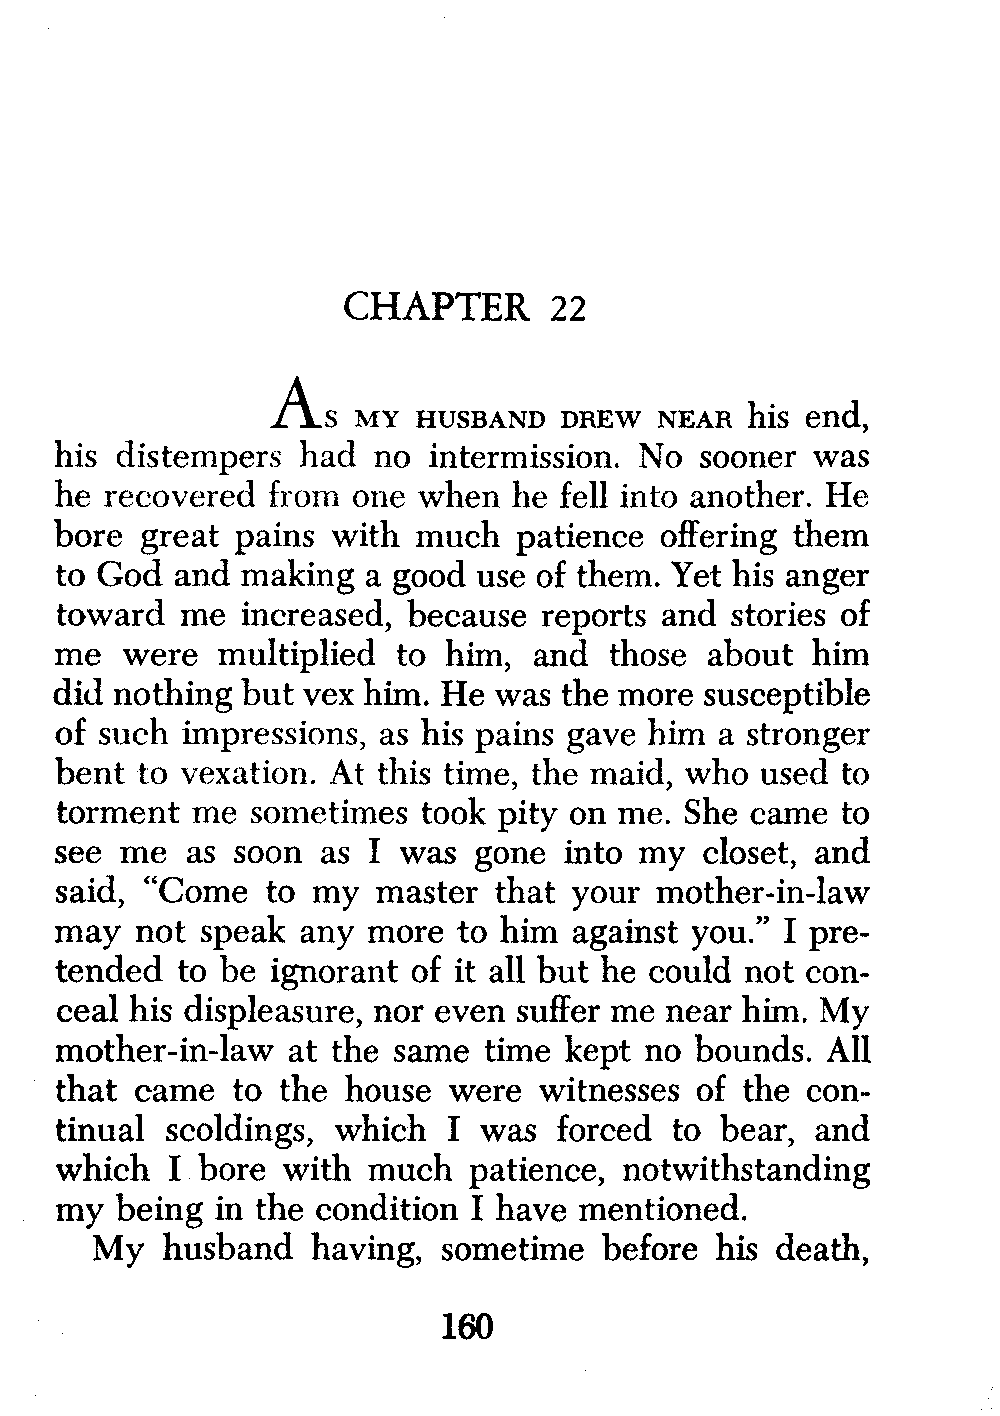 CHAPTER 22
As MY HUSBAND DREW NEAR his end,
his distempers had no intermission. No sooner was
he recovered from one when he fell into another. He
bore great pains with much patience offering them
to God and making a good use of them. Yet his anger
toward me increased, because reports and stories of
me were multiplied to him, and those about him
did nothing but vex him. He was the more susceptible
of such impressions, as his pains gave him a stronger
bent to vexation. At this time, the maid, who used to
torment me sometimes took pity on me. She came to
see me as soon as I was gone into my closet, and
said, “Come to my master that your mother-in-law
may not speak any more to him against you.” I pre-
tended to be ignorant of it all but he could not con-
ceal his displeasure, nor even suffer me near him. My
mother-in-law at the same time kept no bounds. All
that came to the house were witnesses of the con-
tinual scoldings, which I was forced to bear, and
which I bore with much patience, notwithstanding
my being in the condition I have mentioned.
My husband having, sometime before his death,
160